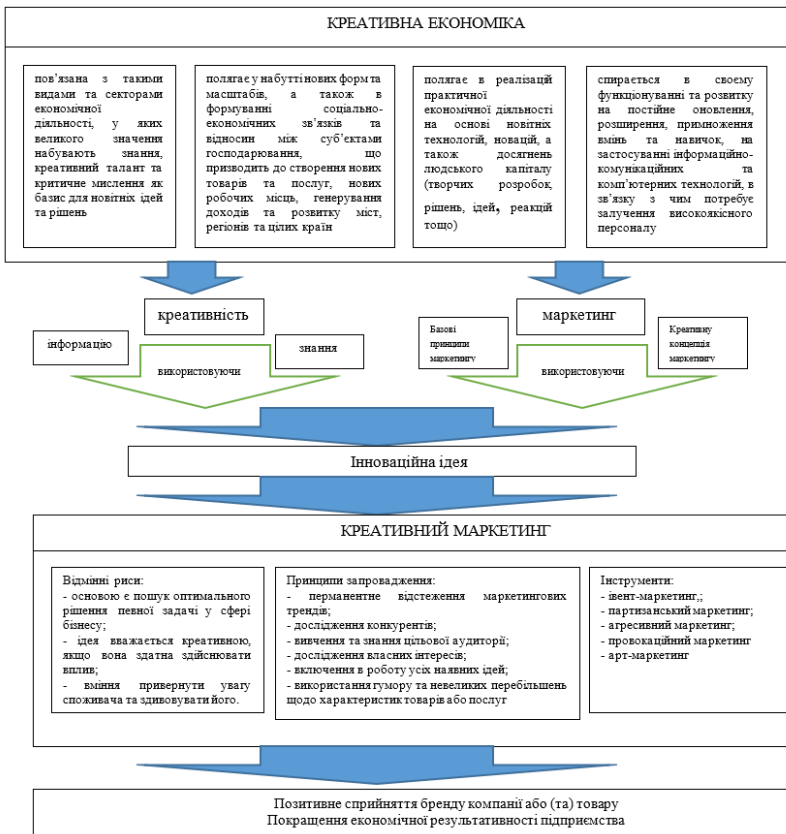 КРЕАТИВНА ЕКОНОМІКА
пов’язана з такими
видами та секторами
економічної
діяльності, у яких
великого значення
набувають знання,
креативний талант та
критичне мислення як
базис для новітніх ідей
та рішень
полягає у набутті нових форм та
масштабів, а також в
формуванні соціально-
економічних зв’язків та
відносин між суб’єктами
господарювання, що
призводить до створення нових
товарів та послуг, нових
робочих місць, генерування
доходів та розвитку міст,
регіонів та цілих країн
полягає в реалізацій
практичної
економічної діяльності
на основі новітніх
технологій, новацій, а
також досягнень
людського капіталу
(творчих розробок,
рішень, ідей, реакцій
тощо)
спирається в своєму
функціонуванні та розвитку
на постійне оновлення,
розширення, примноження
вмінь та навичок, на
застосуванні інформаційно-
комунікаційних та
комп’ютерних технологій, в
зв’язку з чим потребує
залучення високоякісного
персоналу
креативність
маркетинг
інформацію
знання
використовуючи
Базові
принципи
маркетингу
Креативну
концепція
маркетингу
використовуючи
Інноваційна ідея
КРЕАТИВНИЙ МАРКЕТИНГ
Відмінні риси:
- основою є пошук оптимального
рішення певної задачі у сфері
бізнесу;
- ідея вважається креативною,
якщо вона здатна здійснювати
вплив;
- вміння привернути увагу
споживача та здивовувати його.
Принципи запровадження:
- перманентне відстеження маркетингових
трендів;
- дослідження конкурентів;
- вивчення та знання цільової аудиторії;
- дослідження власних інтересів;
- включення в роботу усіх наявних ідей;
- використання гумору та невеликих перебільшень
щодо характеристик товарів або послуг
Інструменти:
- івент-маркетинг,;
- партизанський маркетинг;
- агресивний маркетинг;
- провокаційний маркетинг
- арт-маркетинг
Позитивне сприйняття бренду компанії або (та) товару
Покращення економічної результативності підприємства